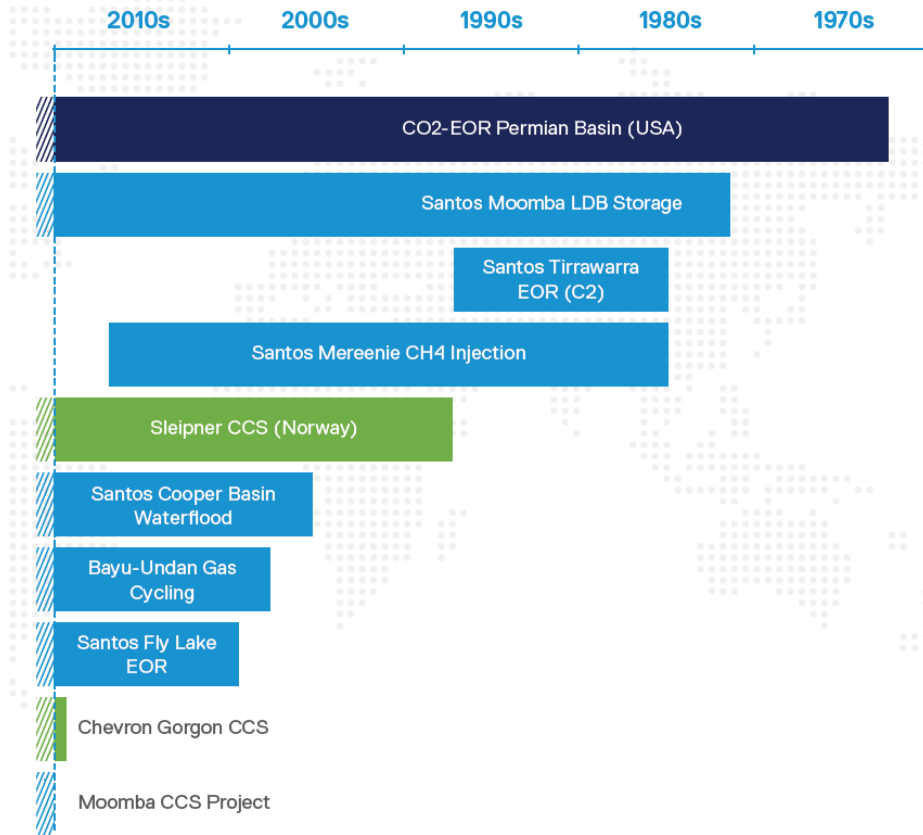 2010s 2000s 1990s 1980s 1970s
CO2-EOR Permian Basin (USA)
Santos Moomba LDB Storage
Santos Tirrawarra
EOR (C2)
Santos Mereenie CH4 Injection
Sleipner CCS (Norway)
Santos Cooper Basin
Waterflood
Bayu-Undan Gas
Cycling
Santos Fly Lake
EOR
Chevron Gorgon CCS
Moomba CCS Project